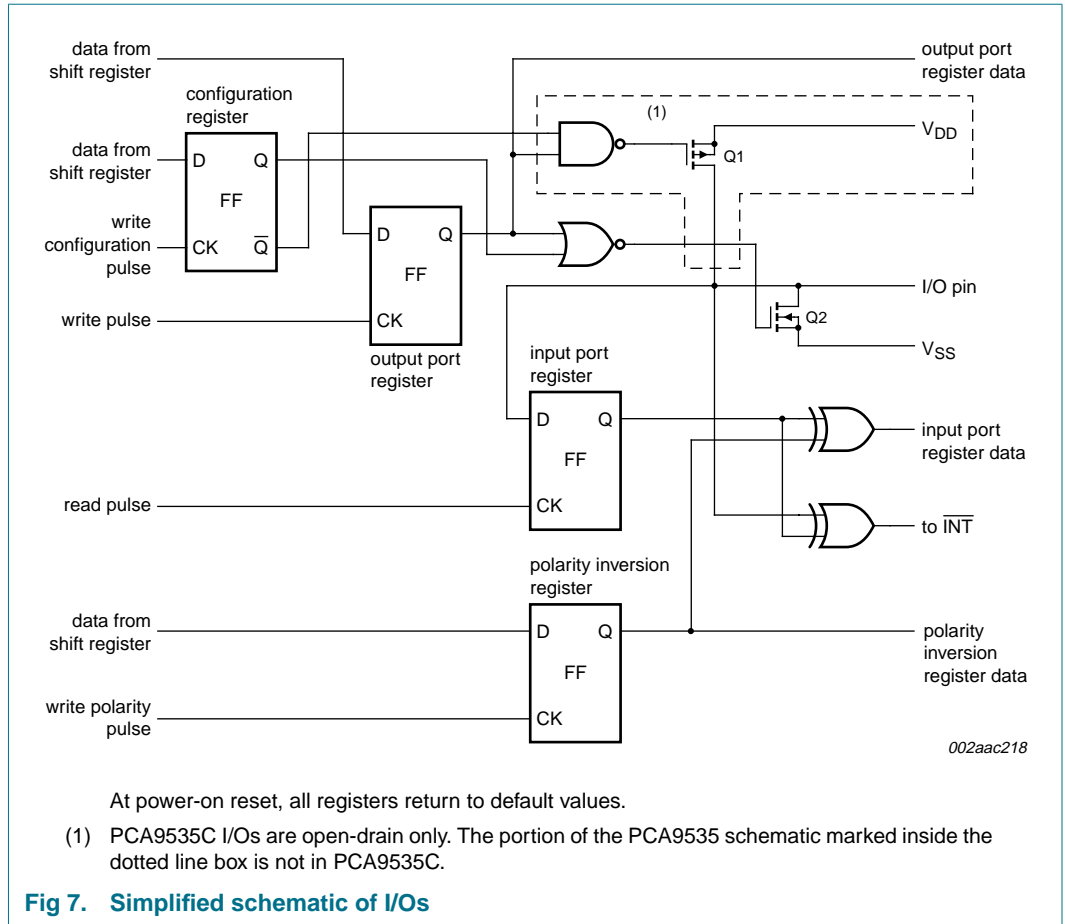 data from
shift register
output port
register data
configuration
register
(1)
VDD
data from
shift register
D
Q
Q1
FF
write
configuration
pulse
CK
Q̅
D
Q
FF
I/O pin
write pulse
CK
Q2
VSS
output port
register
input port
register
D
Q
input port
register data
FF
read pulse
CK
to I̅N̅T̅
polarity inversion
register
data from
shift register
D
Q
polarity
inversion
register data
FF
write polarity
pulse
CK
002aac218
At power-on reset, all registers return to default values.
(1) PCA9535C I/Os are open-drain only. The portion of the PCA9535 schematic marked inside the
dotted line box is not in PCA9535C.
Fig 7. Simplified schematic of I/Os